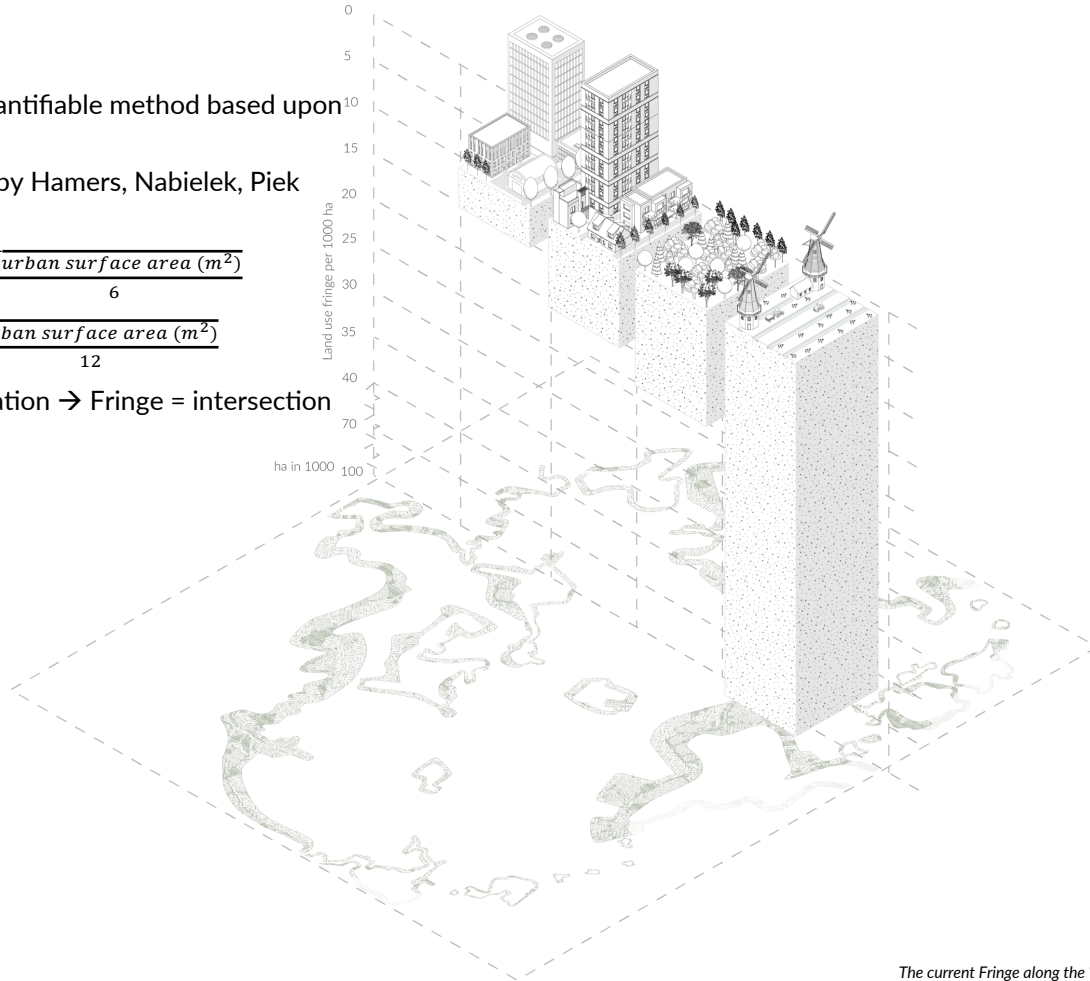 antifiable method based upon
by Hamers, Nabielek, Piek
urban surface area (m²)
6
ban surface area (m²)
12
ation → Fringe = intersection
0
5
10
15
20
25
30
35
40
70
100
Land use fringe per 1000 ha
ha in 1000
The current Fringe along the